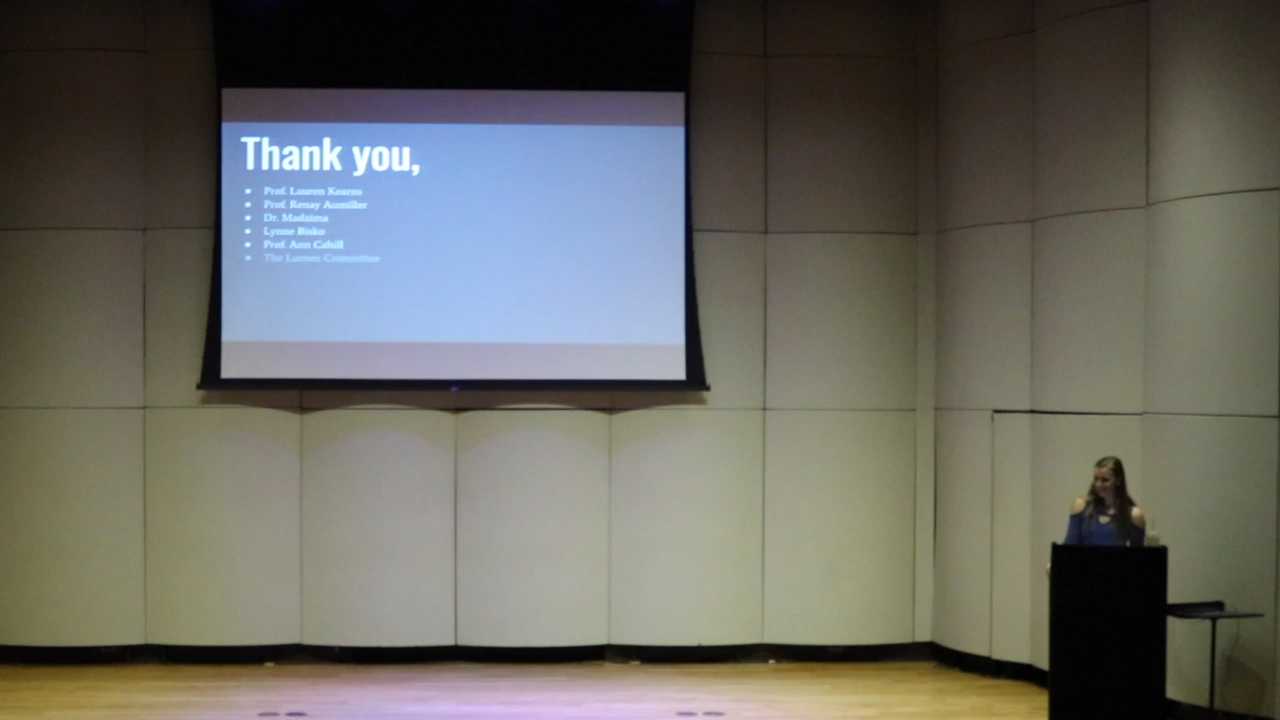 Thank you,
Prof. Lauren Kearns
Prof. Renay Aumiller
Dr. Madzima
Lynne Bisko
Prof. Ann Cahill
The Lumen Committee